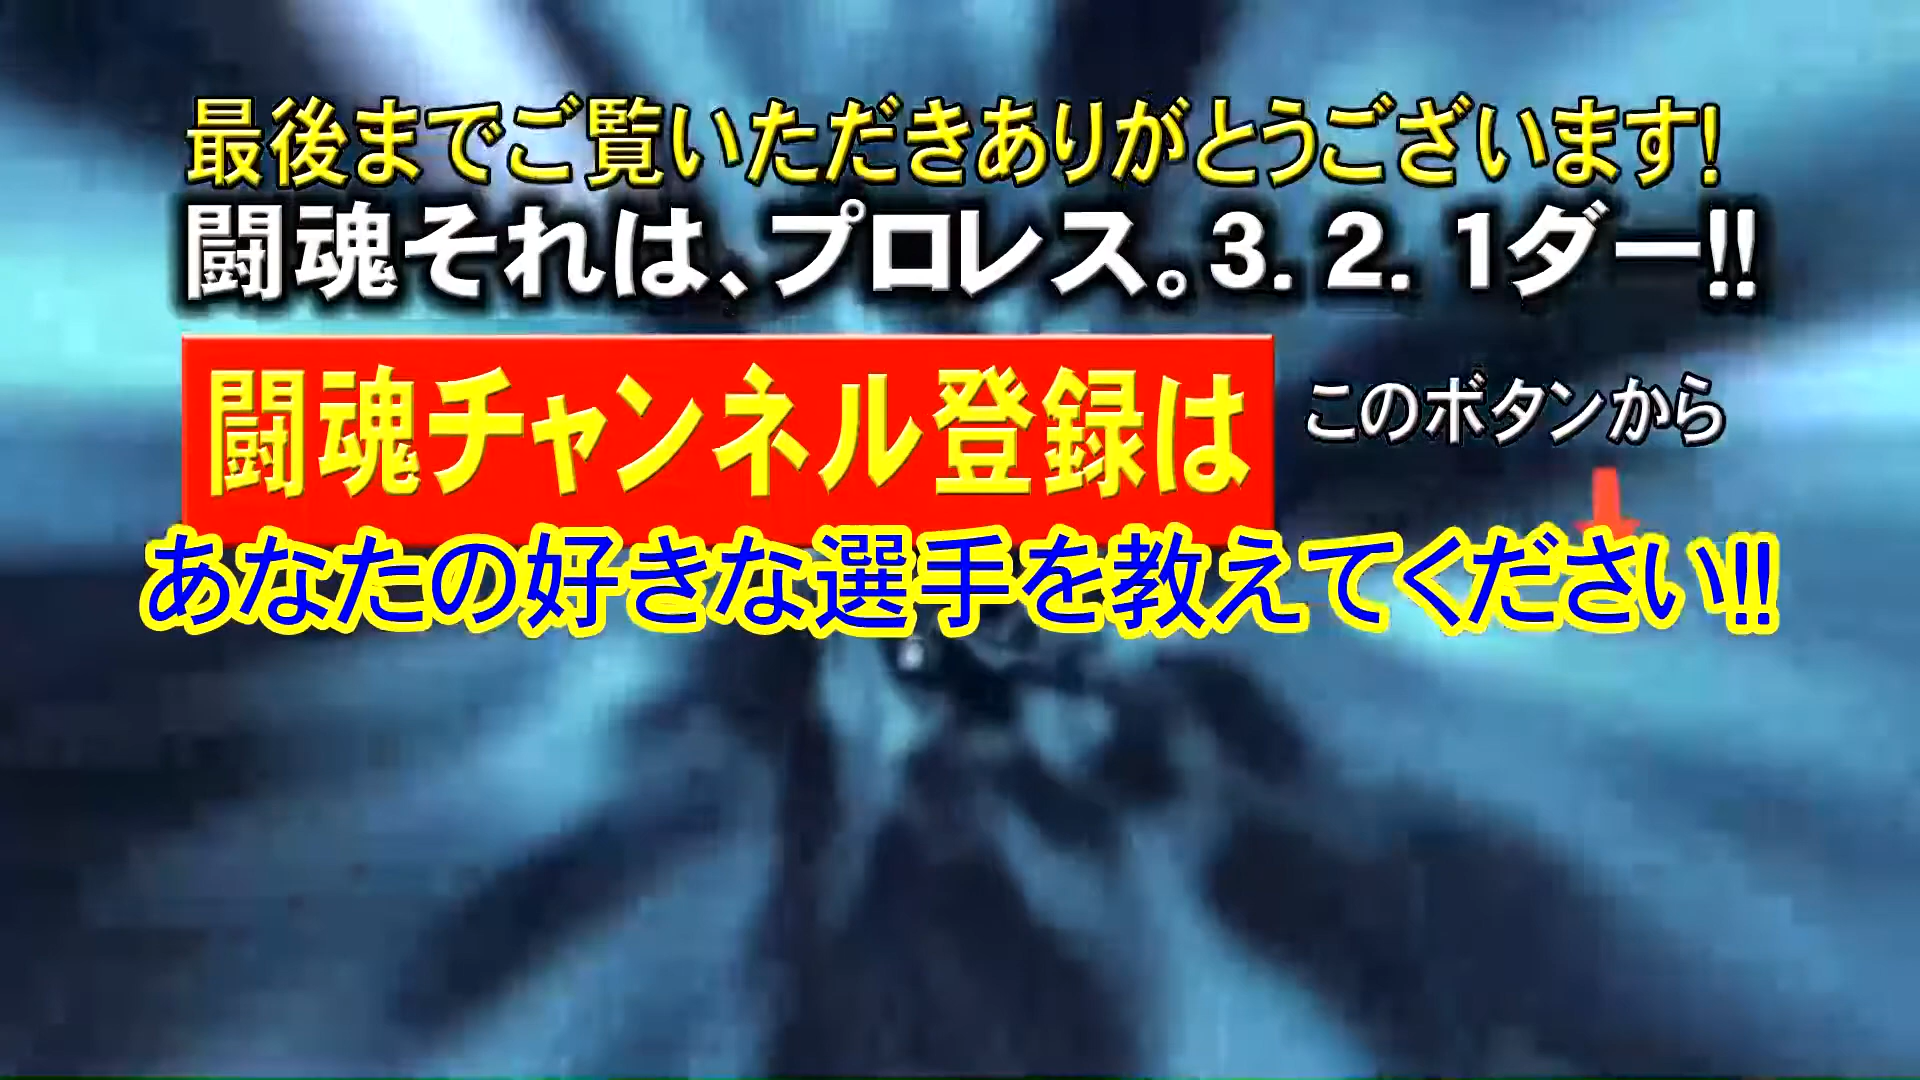 最後までご覧いただきありがとうございます!
闘魂それは、プロレス。3. 2. 1ダー!!
闘魂チャンネル登録は
このボタンから
あなたの好きな選手を教えてください!!